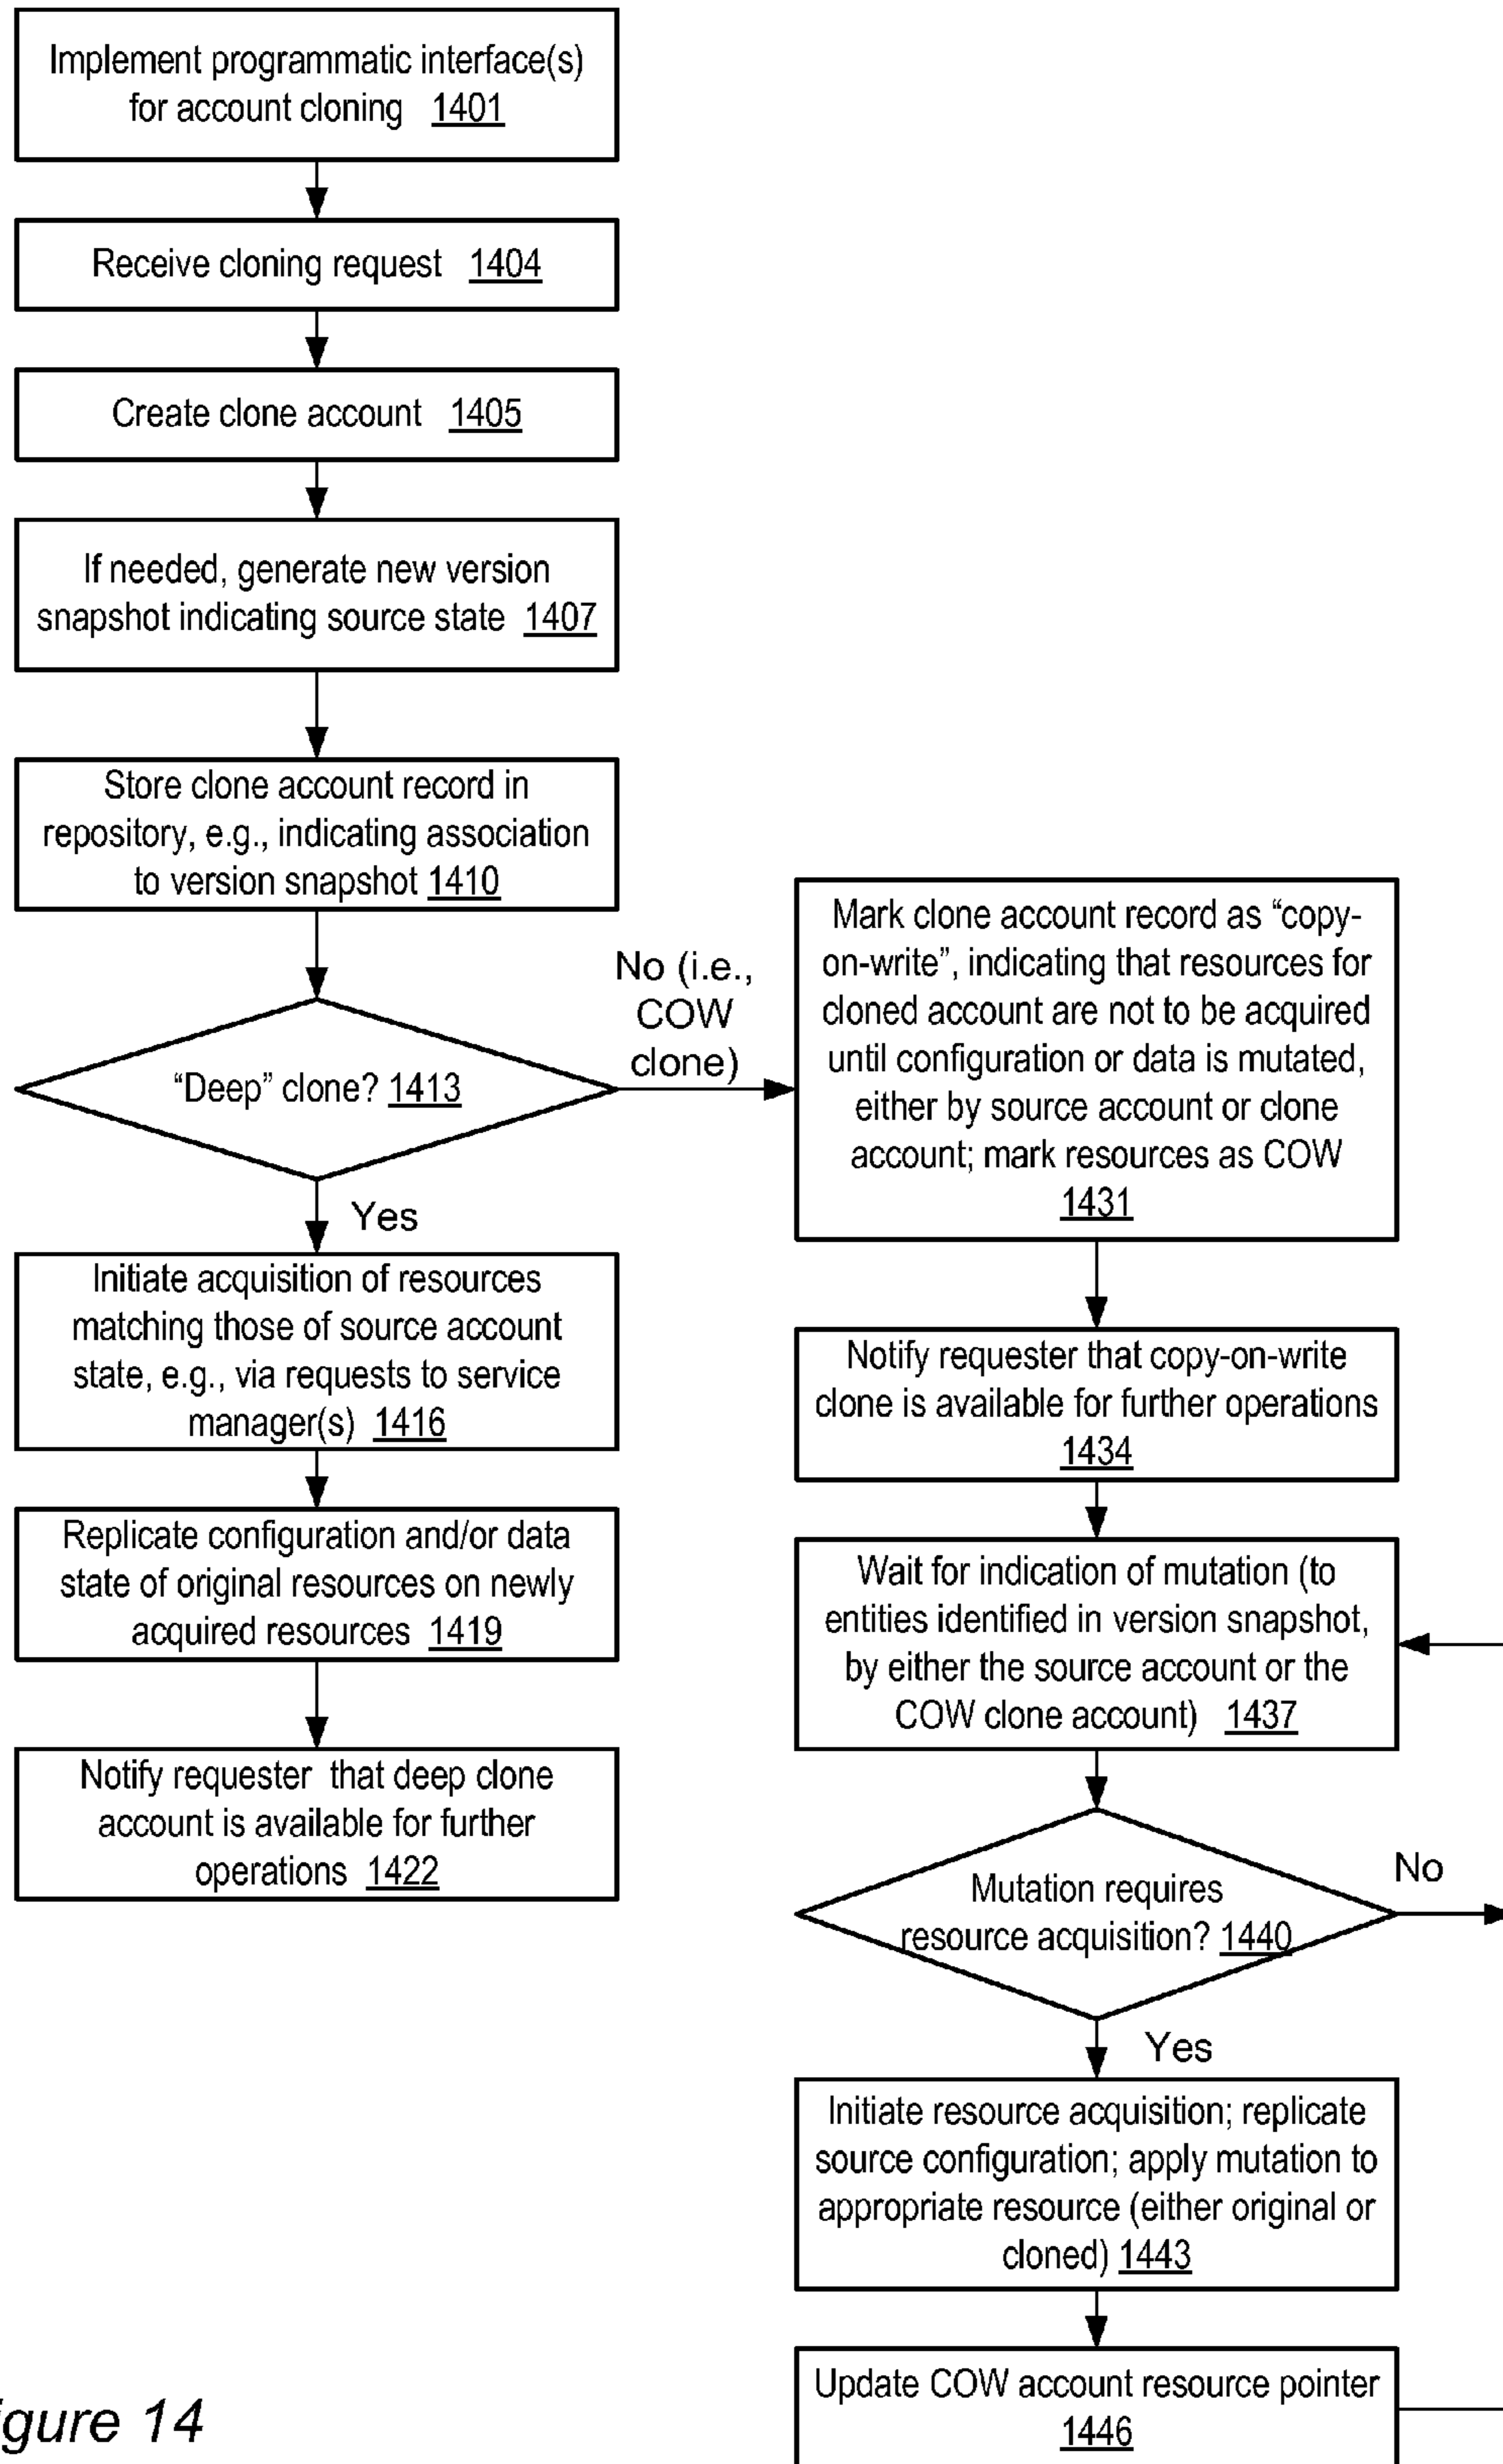 Implement programmatic interface(s)
for account cloning 1401
Receive cloning request 1404
Create clone account 1405
If needed, generate new version
snapshot indicating source state 1407
Store clone account record in
repository, e.g., indicating association
to version snapshot 1410
"Deep" clone? 1413
No (i.e.,
COW
clone)
Yes
Initiate acquisition of resources
matching those of source account
state, e.g., via requests to service
manager(s) 1416
Replicate configuration and/or data
state of original resources on newly
acquired resources 1419
Notify requester that deep clone
account is available for further
operations 1422
Mark clone account record as "copy-
on-write", indicating that resources for
cloned account are not to be acquired
until configuration or data is mutated,
either by source account or clone
account; mark resources as COW
1431
Notify requester that copy-on-write
clone is available for further operations
1434
Wait for indication of mutation (to
entities identified in version snapshot,
by either the source account or the
COW clone account) 1437
Mutation requires
resource acquisition? 1440
No
Yes
Initiate resource acquisition; replicate
source configuration; apply mutation to
appropriate resource (either original or
cloned) 1443
Update COW account resource pointer
1446
igure 14